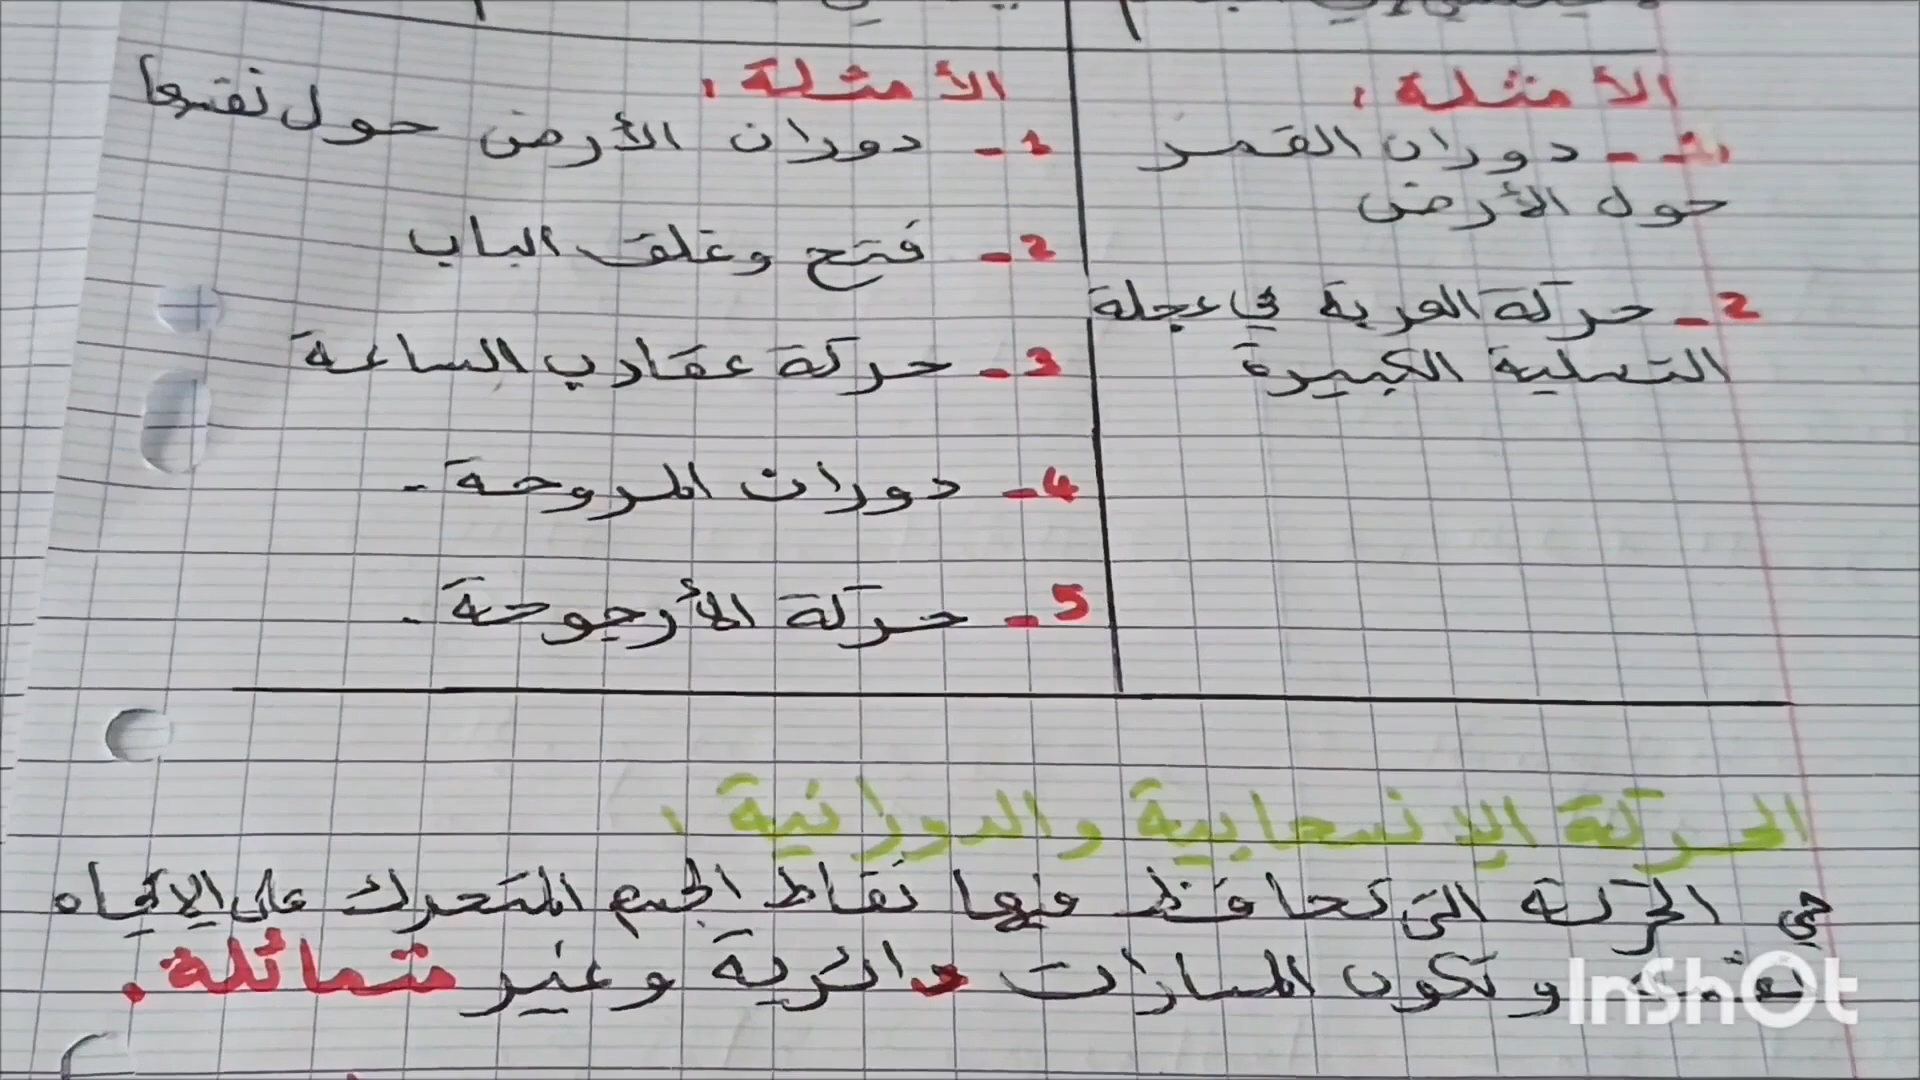 الأمثلة:
1- دوران القمر
حول الأرض
2- حركة العربة في عجلة
التسلية الكبيرة
الأمثلة:
1- دوران الأرض حول نفسها
2- فتح وغلق الباب
3- حركة عقارب الساعة
4- دوران المروحة.
5- حركة الأرجوحة.
الحركة الإنسحابية والدورانية:
هي الحركة التي تحافظ فيها نقاط الجسم المتحرك على الإتجاه
نفسه و تكون المسارات دائرية وغير متماثلة.
InShOt